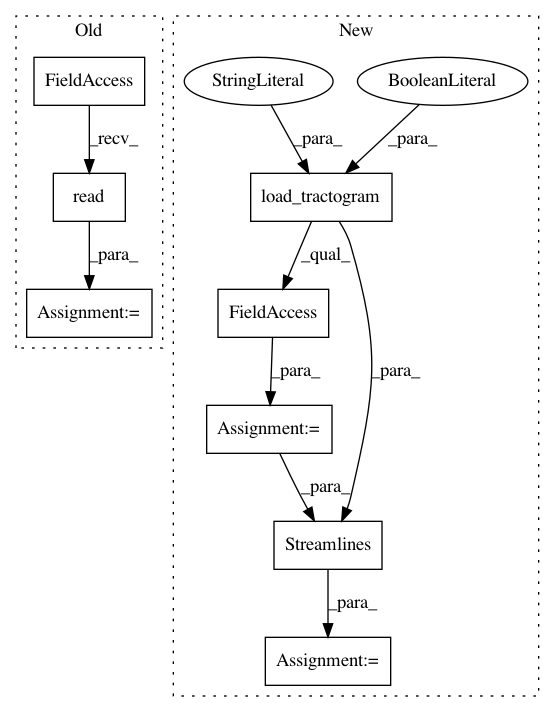 Old
New
FieldAccess
StringLiteral
BooleanLiteral
_recv_
_para_
_para_
read
load_tractogram
_para_
_qual_
Assignment:=
FieldAccess
_para_
_para_
Assignment:=
_para_
Streamlines
_para_
Assignment:=